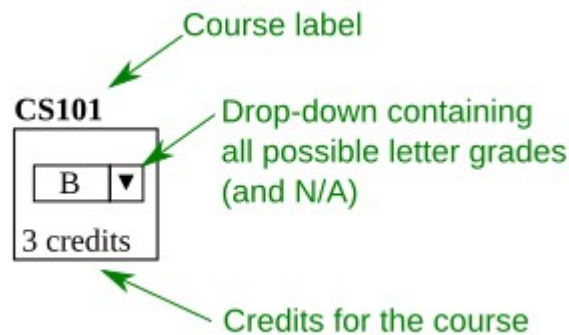 Course label
CS101
Drop-down containing
all possible letter grades
(and N/A)
B
3 credits
Credits for the course